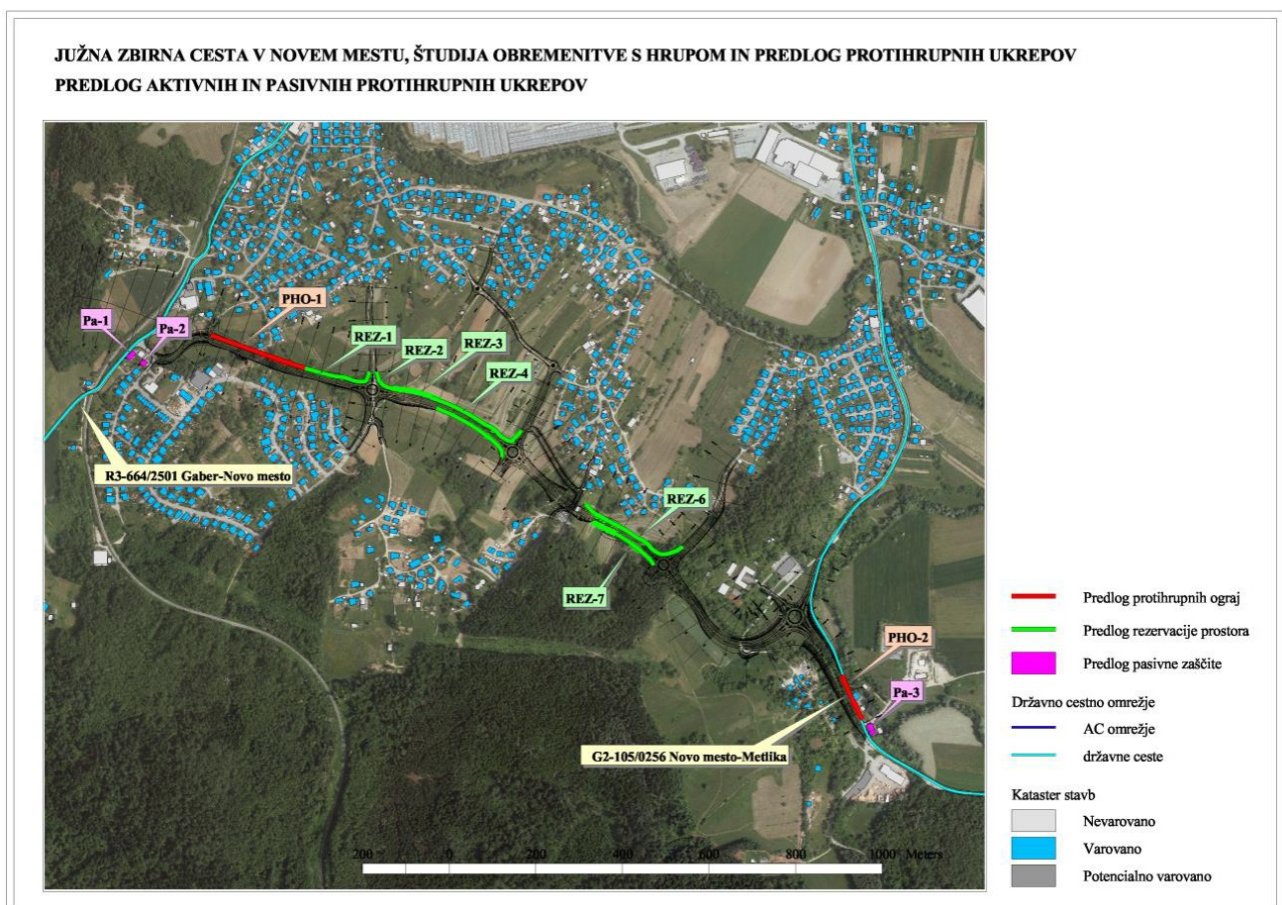 JUŽNA ZBIRNA CESTA V NOVEM MESTU, ŠTUDIJA OBREMENITVE S HRUPOM IN PREDLOG PROTIHRUPNIH UKREPOV
PREDLOG AKTIVNIH IN PASIVNIH PROTIHRUPNIH UKREPOV
PHO-1
Pa-1
Pa-2
REZ-1
REZ-2
REZ-3
REZ-4
R3-664/2501 Gaber-Novo mesto
REZ-6
REZ-7
PHO-2
Pa-3
G2-105/0256 Novo mesto-Metlika
200 0 200 400 600 800 1000 Meters
Predlog protihrupnih ograj
Predlog rezervacije prostora
Predlog pasivne zaščite
Državno cestno omrežje
AC omrežje
državne ceste
Kataster stavb
Nevarovano
Varovano
Potencialno varovano